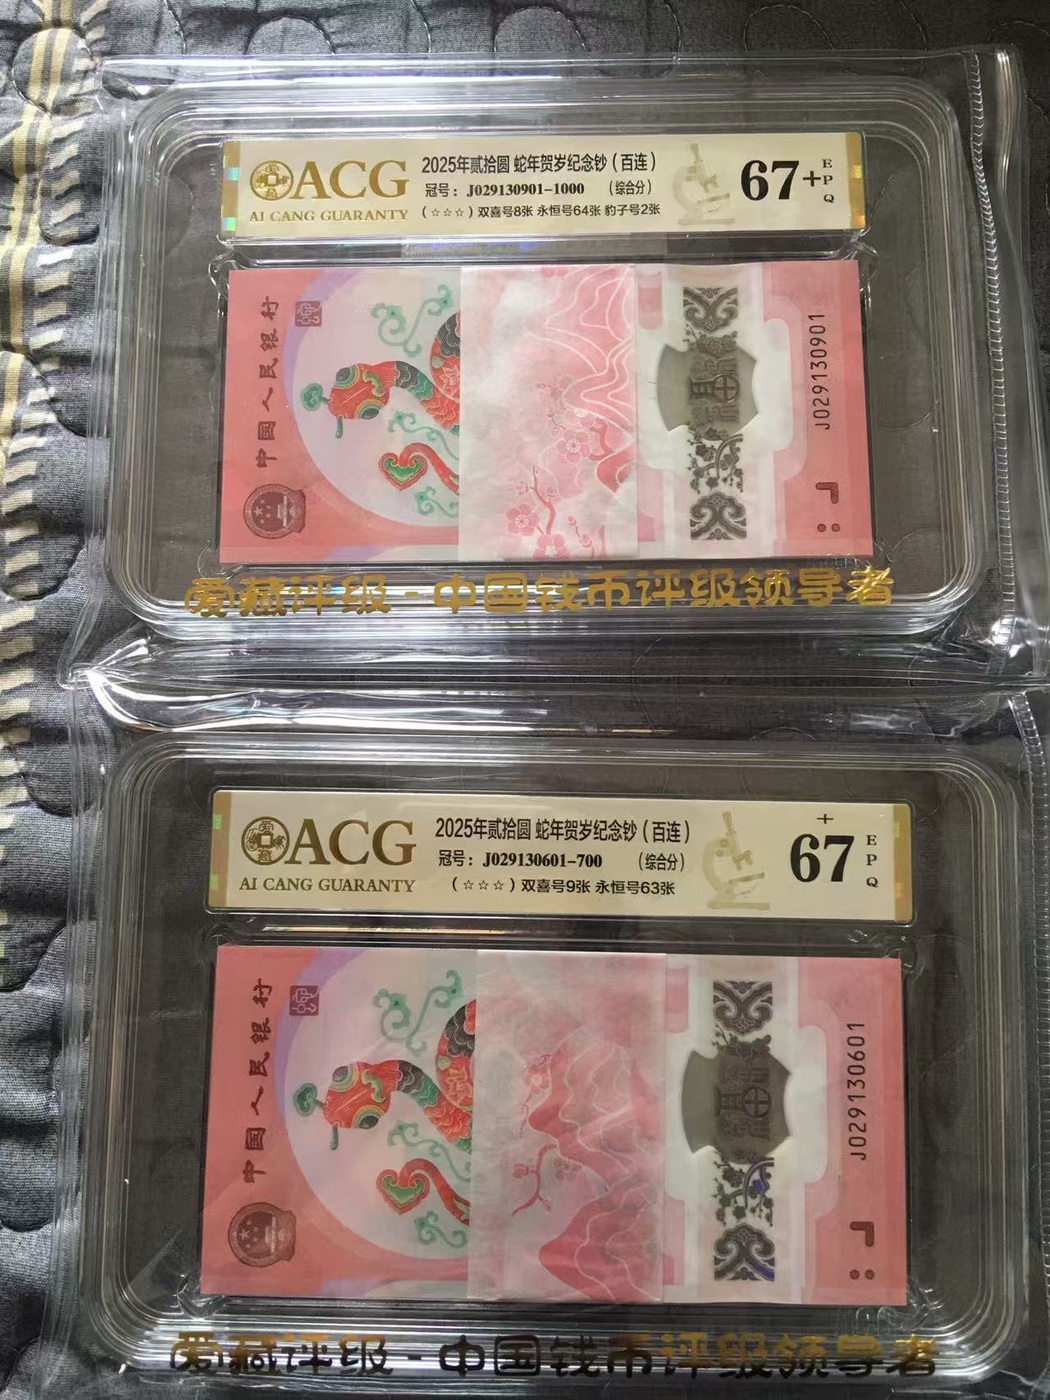 ACG
AI CANG GUARANTY
2025年贰拾圆 蛇年贺岁纪念钞（百连）
冠号：J029130901-1000 （综合分）
（☆☆☆）双喜号8张 永恒号64张 豹子号2张
67+
EPQ
中国人民银行
J029130901
爱藏评级-中国钱币评级领导者
ACG
AI CANG GUARANTY
2025年贰拾圆 蛇年贺岁纪念钞（百连）
冠号：J029130601-700 （综合分）
（☆☆☆）双喜号9张 永恒号63张
+
67
EPQ
中国人民银行
J029130601
爱藏评级-中国钱币评级领导者